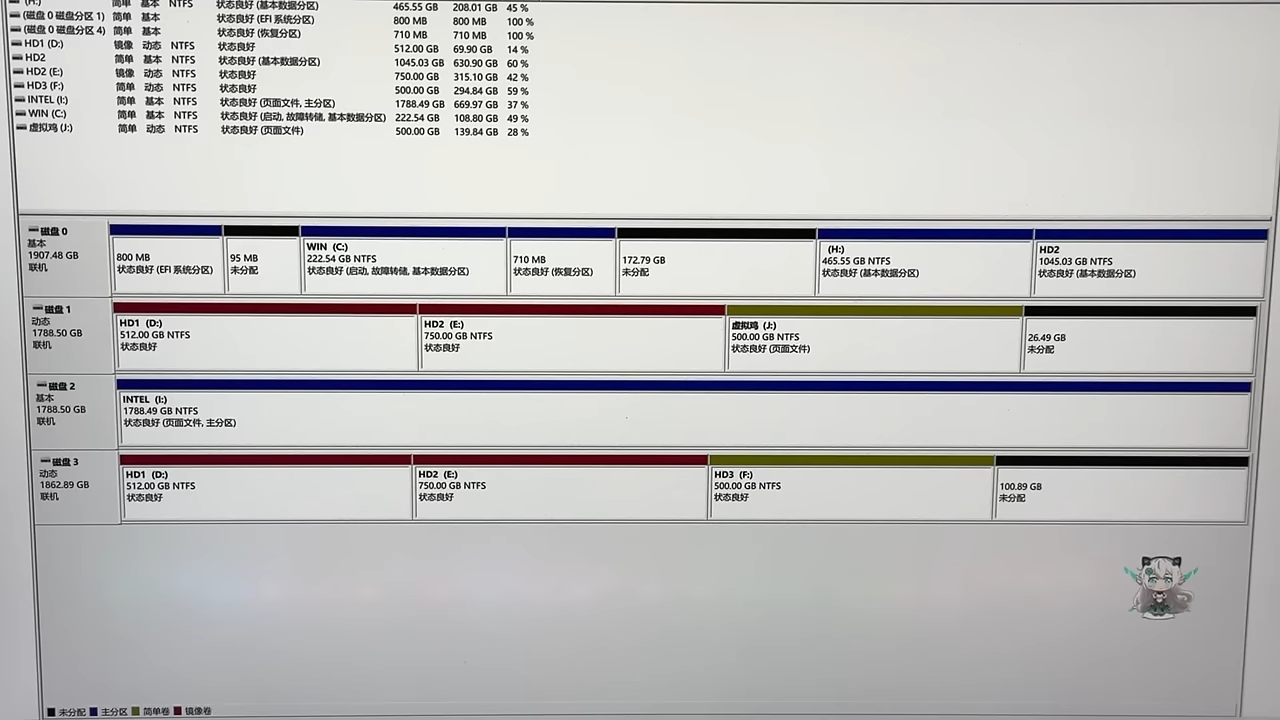 (H:) 简单 基本 NTFS 状态良好 (基本数据分区) 465.55 GB 208.01 GB 45 %
(磁盘 0 磁盘分区 1) 简单 基本 状态良好 (EFI 系统分区) 800 MB 800 MB 100 %
(磁盘 0 磁盘分区 4) 简单 基本 状态良好 (恢复分区) 710 MB 710 MB 100 %
HD1 (D:) 镜像 动态 NTFS 状态良好 512.00 GB 69.90 GB 14 %
HD2 简单 基本 NTFS 状态良好 (基本数据分区) 1045.03 GB 630.90 GB 60 %
HD2 (E:) 镜像 动态 NTFS 状态良好 750.00 GB 315.10 GB 42 %
HD3 (F:) 简单 动态 NTFS 状态良好 500.00 GB 294.84 GB 59 %
INTEL (I:) 简单 基本 NTFS 状态良好 (页面文件, 主分区) 1788.49 GB 669.97 GB 37 %
WIN (C:) 简单 基本 NTFS 状态良好 (启动, 故障转储, 基本数据分区) 222.54 GB 108.80 GB 49 %
虚拟鸡 (J:) 简单 动态 NTFS 状态良好 (页面文件) 500.00 GB 139.84 GB 28 %
磁盘 0
基本
1907.48 GB
联机
800 MB
状态良好 (EFI 系统分区)
95 MB
未分配
WIN (C:)
222.54 GB NTFS
状态良好 (启动, 故障转储, 基本数据分区)
710 MB
状态良好 (恢复分区)
172.79 GB
未分配
(H:)
465.55 GB NTFS
状态良好 (基本数据分区)
HD2
1045.03 GB NTFS
状态良好 (基本数据分区)
磁盘 1
动态
1788.50 GB
联机
HD1 (D:)
512.00 GB NTFS
状态良好
HD2 (E:)
750.00 GB NTFS
状态良好
虚拟鸡 (J:)
500.00 GB NTFS
状态良好 (页面文件)
26.49 GB
未分配
磁盘 2
基本
1788.50 GB
联机
INTEL (I:)
1788.49 GB NTFS
状态良好 (页面文件, 主分区)
磁盘 3
动态
1862.89 GB
联机
HD1 (D:)
512.00 GB NTFS
状态良好
HD2 (E:)
750.00 GB NTFS
状态良好
HD3 (F:)
500.00 GB NTFS
状态良好
100.89 GB
未分配
未分配 主分区 简单卷 镜像卷